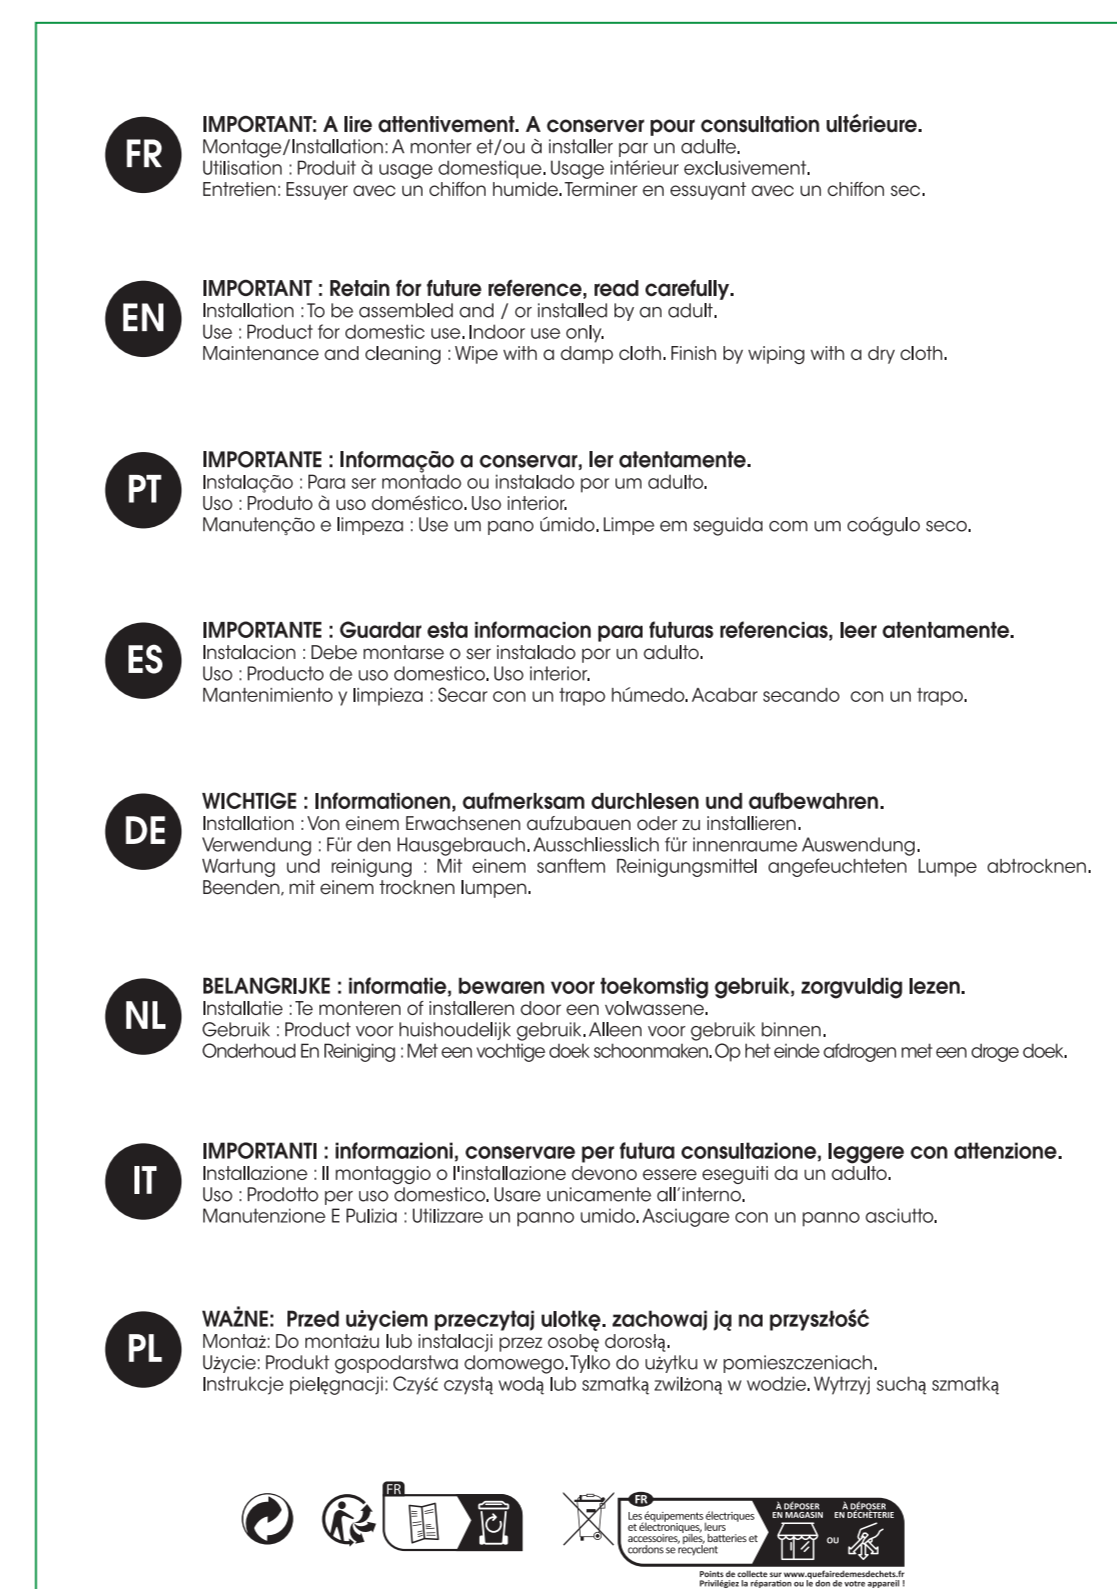 FR
IMPORTANT: A lire attentivement. A conserver pour consultation ultérieure.
Montage/Installation: A monter et/ou à installer par un adulte.
Utilisation : Produit à usage domestique. Usage intérieur exclusivement.
Entretien: Essuyer avec un chiffon humide. Terminer en essuyant avec un chiffon sec.
EN
IMPORTANT : Retain for future reference, read carefully.
Installation : To be assembled and / or installed by an adult.
Use : Product for domestic use. Indoor use only.
Maintenance and cleaning : Wipe with a damp cloth. Finish by wiping with a dry cloth.
PT
IMPORTANTE : Informação a conservar, ler atentamente.
Instalação : Para ser montado ou instalado por um adulto.
Uso : Produto à uso doméstico. Uso interior.
Manutenção e limpeza : Use um pano úmido. Limpe em seguida com um coágulo seco.
ES
IMPORTANTE : Guardar esta informacion para futuras referencias, leer atentamente.
Instalacion : Debe montarse o ser instalado por un adulto.
Uso : Producto de uso domestico. Uso interior.
Mantenimiento y limpieza : Secar con un trapo húmedo. Acabar secando con un trapo.
DE
WICHTIGE : Informationen, aufmerksam durchlesen und aufbewahren.
Installation : Von einem Erwachsenen aufzubauen oder zu installieren.
Verwendung : Für den Hausgebrauch. Ausschliesslich für innenraume Auswendung.
Wartung und reinigung : Mit einem sanftem Reinigungsmittel angefeuchteten Lumpe abtrocknen.
Beenden, mit einem trocknen lumpen.
NL
BELANGRIJKE : informatie, bewaren voor toekomstig gebruik, zorgvuldig lezen.
Installatie : Te monteren of installeren door een volwassene.
Gebruik : Product voor huishoudelijk gebruik. Alleen voor gebruik binnen.
Onderhoud En Reiniging : Met een vochtige doek schoonmaken. Op het einde afdrogen met een droge doek.
IT
IMPORTANTI : informazioni, conservare per futura consultazione, leggere con attenzione.
Installazione : Il montaggio o l'installazione devono essere eseguiti da un adulto.
Uso : Prodotto per uso domestico. Usare unicamente all'interno.
Manutenzione E Pulizia : Utilizzare un panno umido. Asciugare con un panno asciutto.
PL
WAŻNE: Przed użyciem przeczytaj ulotkę. zachowaj ją na przyszłość
Montaż: Do montażu lub instalacji przez osobę dorosłą.
Użycie: Produkt gospodarstwa domowego. Tylko do użytku w pomieszczeniach.
Instrukcje pielęgnacji: Czyść czystą wodą lub szmatką zwilżoną w wodzie. Wytrzyj suchą szmatką
FR
FR
Les équipements électriques
et électroniques, leurs
accessoires, piles, batteries et
cordons se recyclent
À DÉPOSER
EN MAGASIN
OU
À DÉPOSER
EN DÉCHÈTERIE
Points de collecte sur www.quefairedemesdechets.fr
Privilégiez la réparation ou le don de votre appareil !